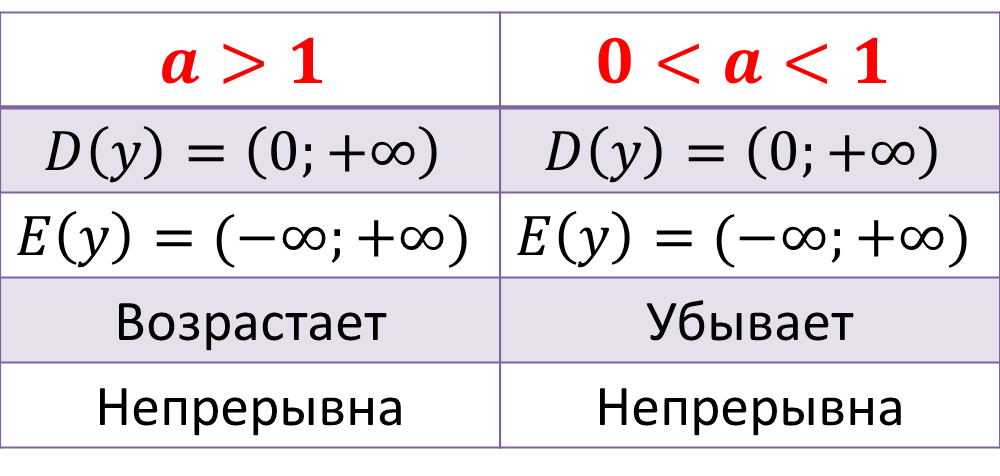 a > 1
0 < a < 1
D(y) = (0; +∞)
D(y) = (0; +∞)
E(y) = (−∞; +∞)
E(y) = (−∞; +∞)
Возрастает
Убывает
Непрерывна
Непрерывна